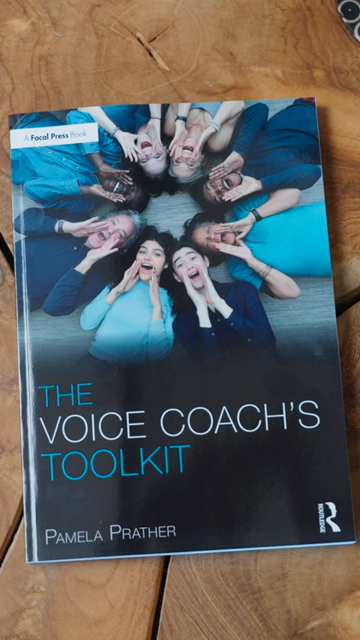 A Focal Press Book
THE
VOICE COACH'S
TOOLKIT
PAMELA PRATHER
ROUTLEDGE